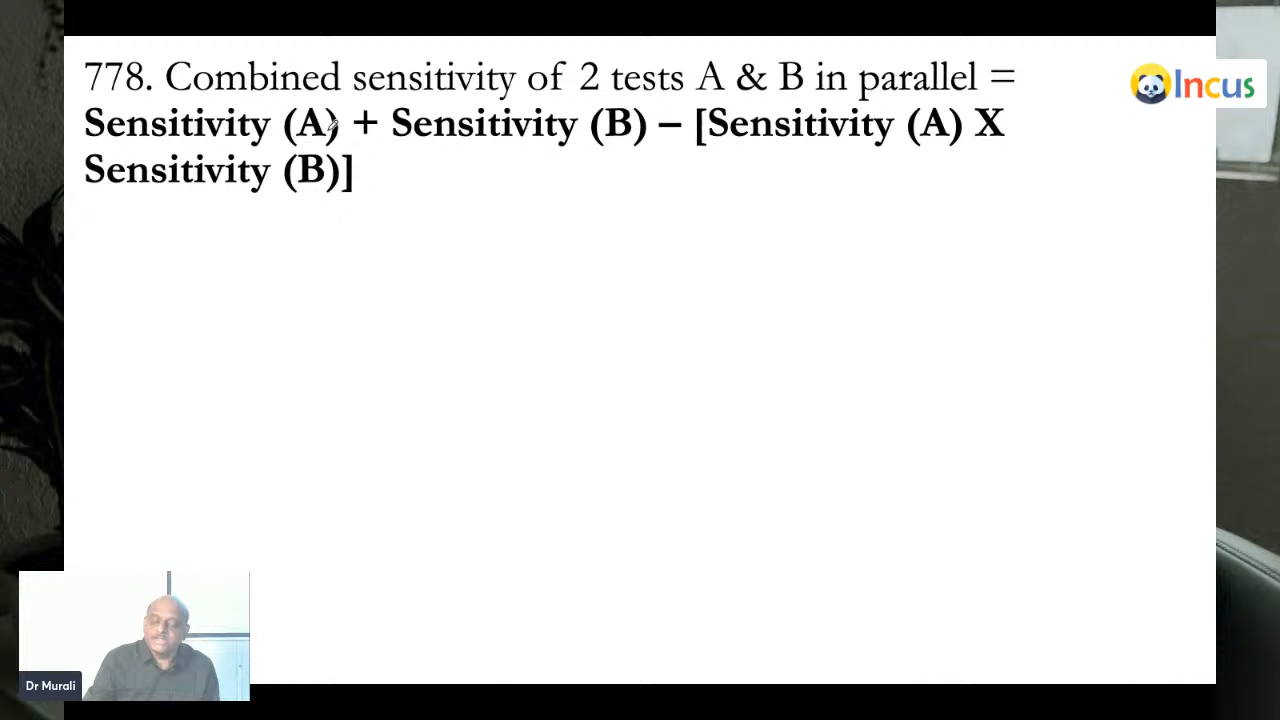 778. Combined sensitivity of 2 tests A & B in parallel =
Sensitivity (A) + Sensitivity (B) – [Sensitivity (A) X
Sensitivity (B)]
Incus
Dr Murali